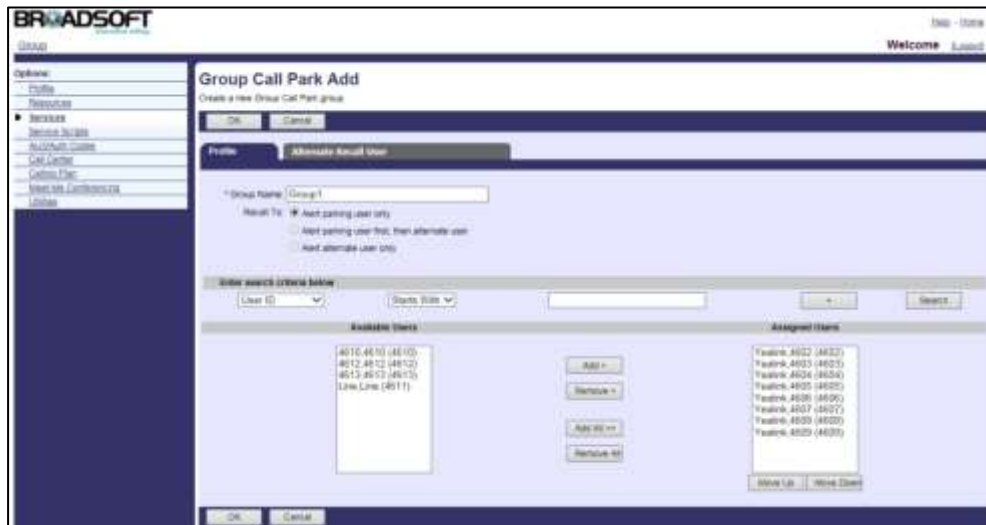 BROADSOFT
Help - Home
Group
Welcome [Logout]
Options:
Profile
Resources
Services
Service Scripts
Acct/Auth Codes
Call Center
Calling Plan
Meet-Me Conferencing
Utilities
Group Call Park Add
Create a new Group Call Park group
OK Cancel
Profile Alternate Recall User
* Group Name: Group1
Recall To: Alert parking user only
Alert parking user first, then alternate user
Alert alternate user only
Enter search criteria below
User ID Starts With + Search
Available Users Assigned Users
4610,4610 (4610)
4612,4612 (4612)
4613,4613 (4613)
Line,Line (4611)
Add >
Remove <
Add All >>
Remove All
Yealink,4602 (4602)
Yealink,4603 (4603)
Yealink,4604 (4604)
Yealink,4605 (4605)
Yealink,4606 (4606)
Yealink,4607 (4607)
Move Up Move Down
OK Cancel